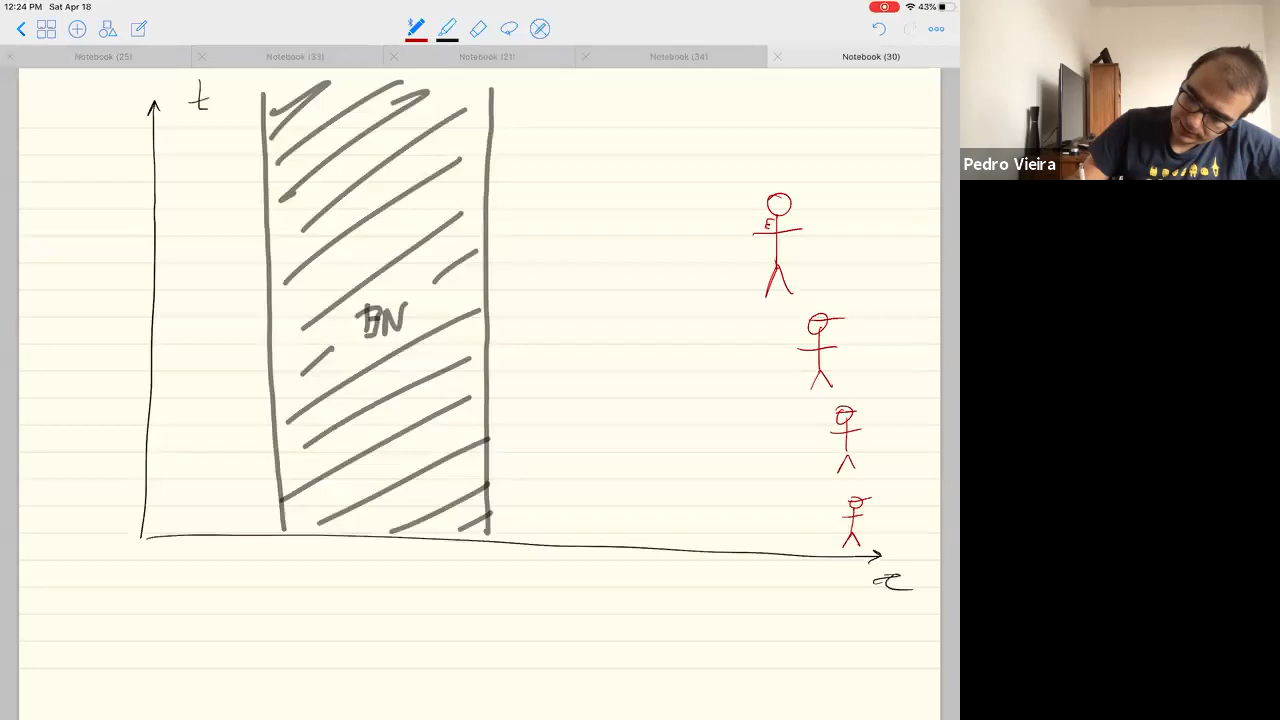 12:24 PM Sat Apr 18
43%
Notebook (25)
Notebook (33)
Notebook (21)
Notebook (34)
Notebook (30)
Pedro Vieira
t
E
BN
x